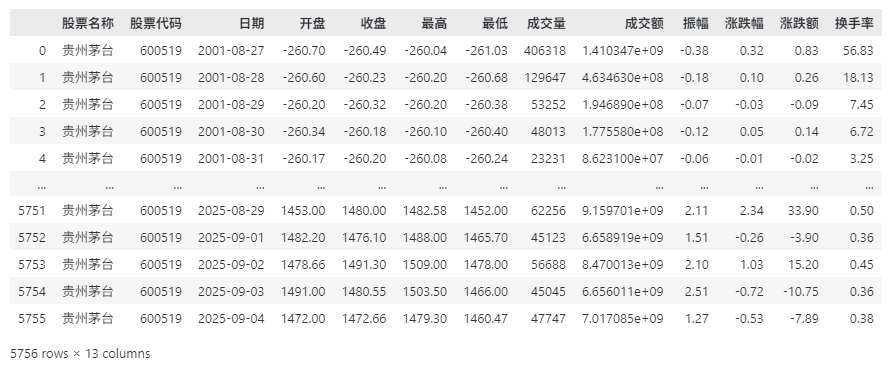 股票名称 股票代码 日期 开盘 收盘 最高 最低 成交量 成交额 振幅 涨跌幅 涨跌额 换手率
0 贵州茅台 600519 2001-08-27 -260.70 -260.49 -260.04 -261.03 406318 1.410347e+09 -0.38 0.32 0.83 56.83
1 贵州茅台 600519 2001-08-28 -260.60 -260.23 -260.20 -260.68 129647 4.634630e+08 -0.18 0.10 0.26 18.13
2 贵州茅台 600519 2001-08-29 -260.20 -260.32 -260.20 -260.38 53252 1.946890e+08 -0.07 -0.03 -0.09 7.45
3 贵州茅台 600519 2001-08-30 -260.34 -260.18 -260.10 -260.40 48013 1.775580e+08 -0.12 0.05 0.14 6.72
4 贵州茅台 600519 2001-08-31 -260.17 -260.20 -260.08 -260.24 23231 8.623100e+07 -0.06 -0.01 -0.02 3.25
... ... ... ... ... ... ... ... ... ... ... ... ... ...
5751 贵州茅台 600519 2025-08-29 1453.00 1480.00 1482.58 1452.00 62256 9.159701e+09 2.11 2.34 33.90 0.50
5752 贵州茅台 600519 2025-09-01 1482.20 1476.10 1488.00 1465.70 45123 6.658919e+09 1.51 -0.26 -3.90 0.36
5753 贵州茅台 600519 2025-09-02 1478.66 1491.30 1509.00 1478.00 56688 8.470013e+09 2.10 1.03 15.20 0.45
5754 贵州茅台 600519 2025-09-03 1491.00 1480.55 1503.50 1466.00 45045 6.656011e+09 2.51 -0.72 -10.75 0.36
5755 贵州茅台 600519 2025-09-04 1472.00 1472.66 1479.30 1460.47 47747 7.017085e+09 1.27 -0.53 -7.89 0.38
5756 rows × 13 columns